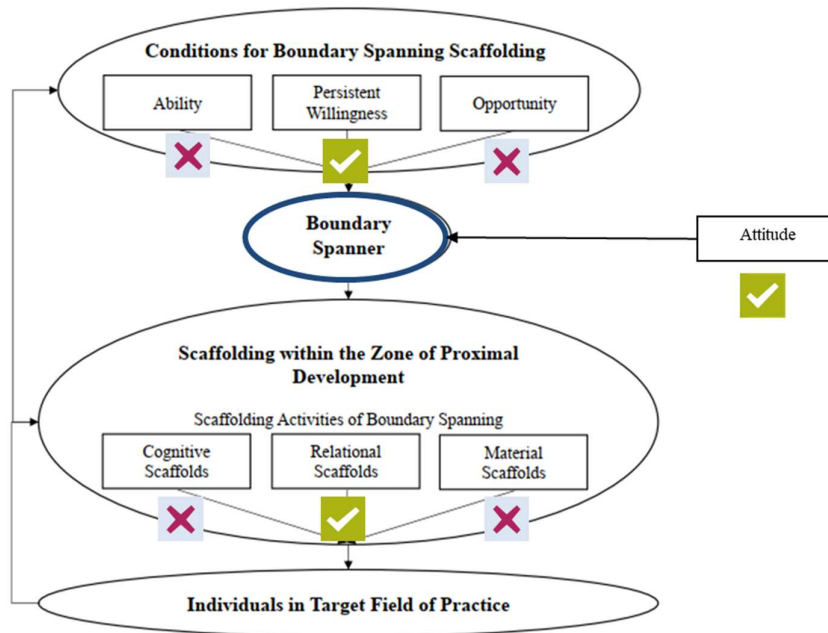 Conditions for Boundary Spanning Scaffolding
Ability
Persistent
Willingness
Opportunity
Boundary
Spanner
Attitude
Scaffolding within the Zone of Proximal
Development
Scaffolding Activities of Boundary Spanning
Cognitive
Scaffolds
Relational
Scaffolds
Material
Scaffolds
Individuals in Target Field of Practice